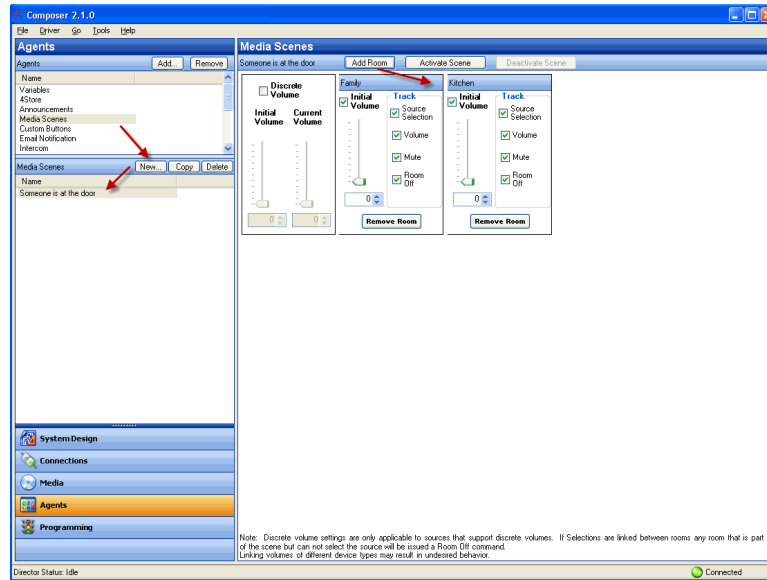 Composer 2.1.0
File Driver Go Tools Help
Agents
Agents Add... Remove
Name
Variables
4Store
Announcements
Media Scenes
Custom Buttons
Email Notification
Intercom
Media Scenes New... Copy Delete
Name
Someone is at the door
System Design
Connections
Media
Agents
Programming
Media Scenes
Someone is at the door Add Room Activate Scene Deactivate Scene
Discrete
Volume
Initial Current
Volume Volume
0 0
Family
Initial
Volume
Track
Source
Selection
Volume
Mute
Room
Off
0
Remove Room
Kitchen
Initial
Volume
Track
Source
Selection
Volume
Mute
Room
Off
0
Remove Room
Note: Discrete volume settings are only applicable to sources that support discrete volumes. If Selections are linked between rooms any room that is part
of the scene but can not select the source will be issued a Room Off command.
Linking volumes of different device types may result in undesired behavior.
Director Status: Idle Connected